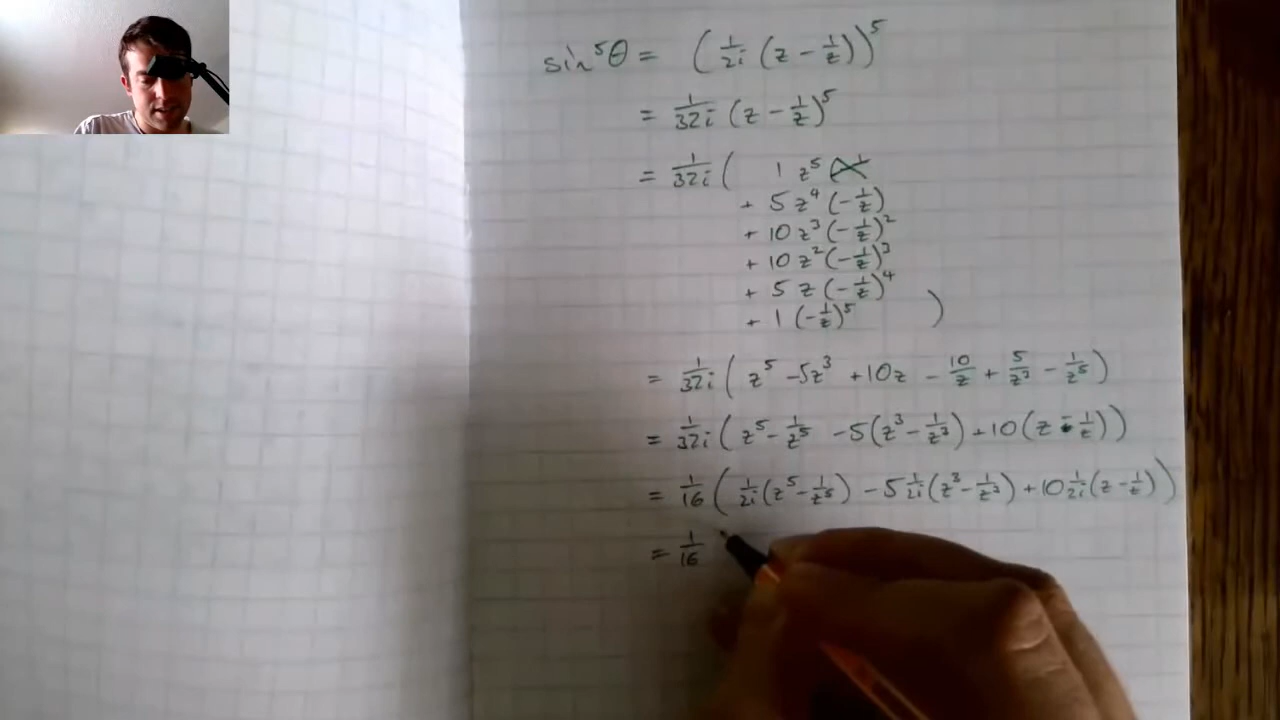 sin⁵θ = (1/2i (z - 1/z))⁵
= 1/32i (z - 1/z)⁵
= 1/32i ( 1 z⁵
+ 5 z⁴ (-1/z)
+ 10 z³ (-1/z)²
+ 10 z² (-1/z)³
+ 5 z (-1/z)⁴
+ 1 (-1/z)⁵ )
= 1/32i ( z⁵ - 5z³ + 10z - 10/z + 5/z³ - 1/z⁵ )
= 1/32i ( z⁵ - 1/z⁵ - 5(z³ - 1/z³) + 10(z - 1/z))
= 1/16 ( 1/2i (z⁵ - 1/z⁵) - 5 1/2i (z³ - 1/z³) + 10 1/2i (z - 1/z))
= 1/16